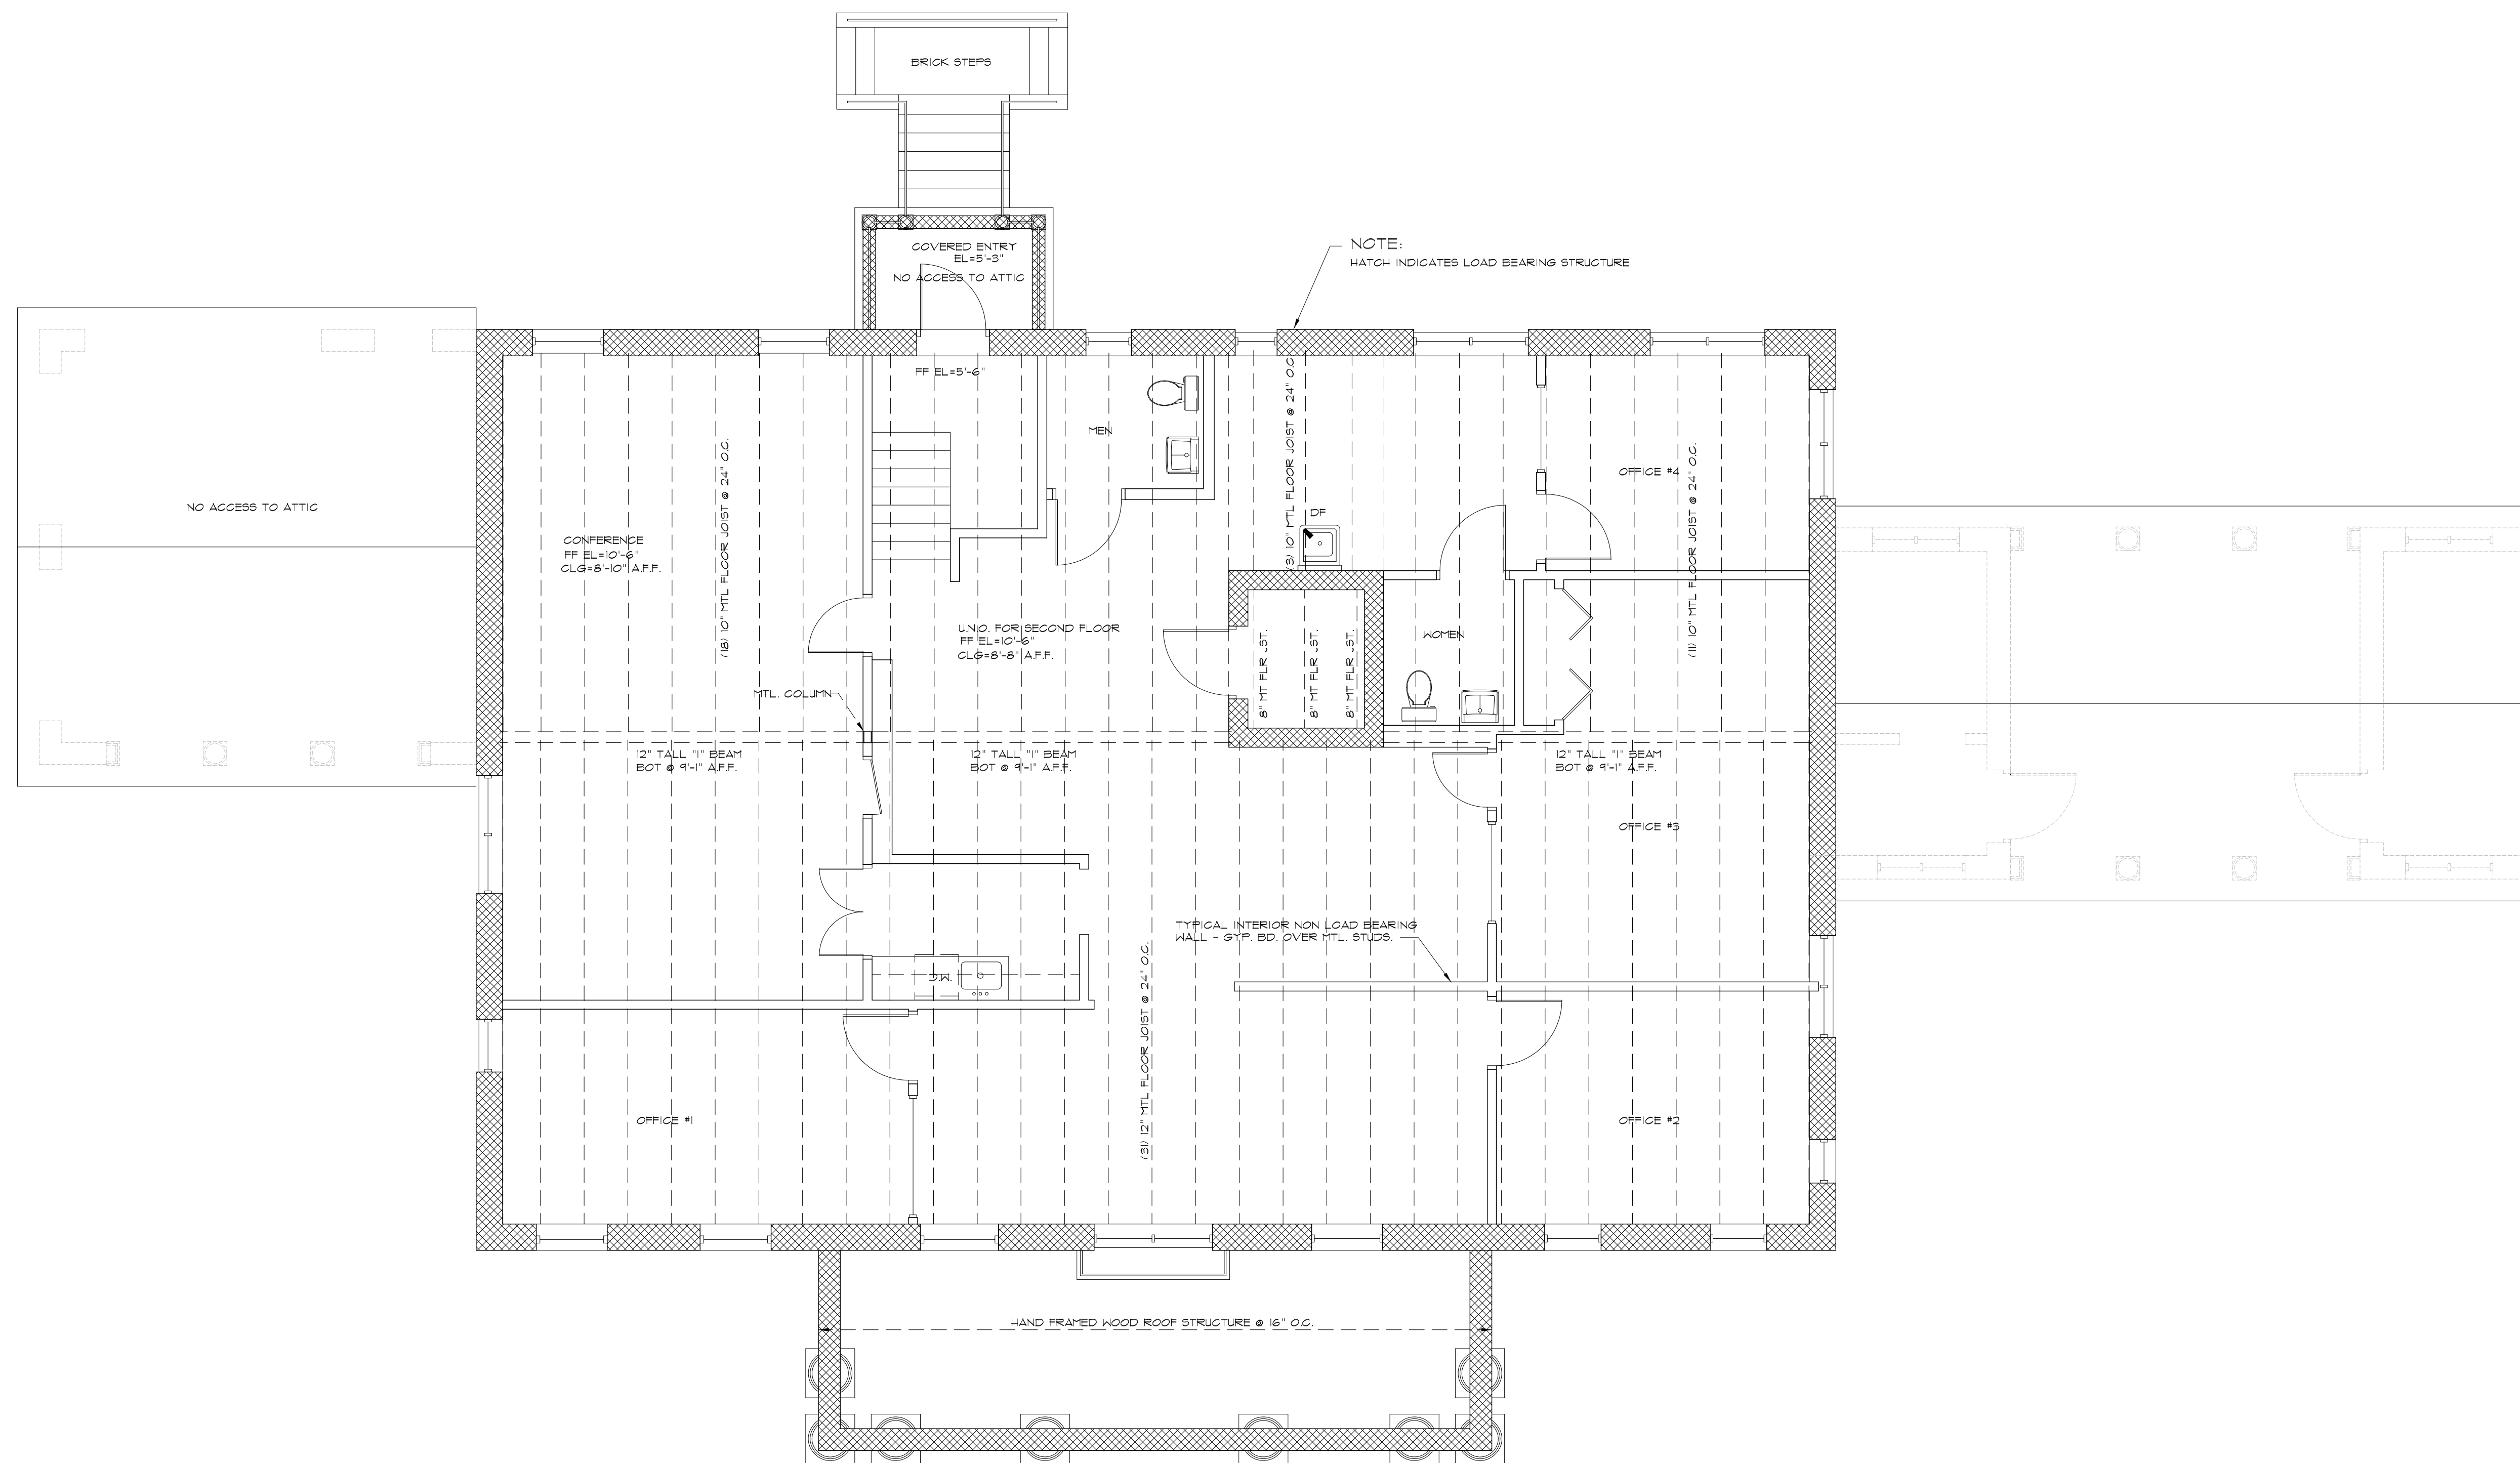 BRICK STEPS
COVERED ENTRY
EL=5'-3"
NO ACCESS TO ATTIC
NOTE:
HATCH INDICATES LOAD BEARING STRUCTURE
FF EL=5'-6"
MEN
(18) 10" MTL FLOOR JOIST @ 24" O.C.
(3) 10" MTL FLOOR JOIST @ 24" O.C
(11) 10" MTL FLOOR JOIST @ 24" O.C.
OFFICE #4
NO ACCESS TO ATTIC
DF
CONFERENCE
FF EL=10'-6"
CLG=8'-10" A.F.F.
U.N.O. FOR SECOND FLOOR
FF EL=10'-6"
CLG=8'-8" A.F.F.
WOMEN
8" MT FLR JST.
8" MT FLR JST.
8" MT FLR JST.
MTL. COLUMN
12" TALL "I" BEAM
BOT @ 9'-1" A.F.F.
12" TALL "I" BEAM
BOT @ 9'-1" A.F.F.
12" TALL "I" BEAM
BOT @ 9'-1" A.F.F.
OFFICE #3
TYPICAL INTERIOR NON LOAD BEARING
WALL - GYP. BD. OVER MTL. STUDS.
D.W.
(31) 12" MTL FLOOR JOIST @ 24" O.C.
OFFICE #1
OFFICE #2
HAND FRAMED WOOD ROOF STRUCTURE @ 16" O.C.